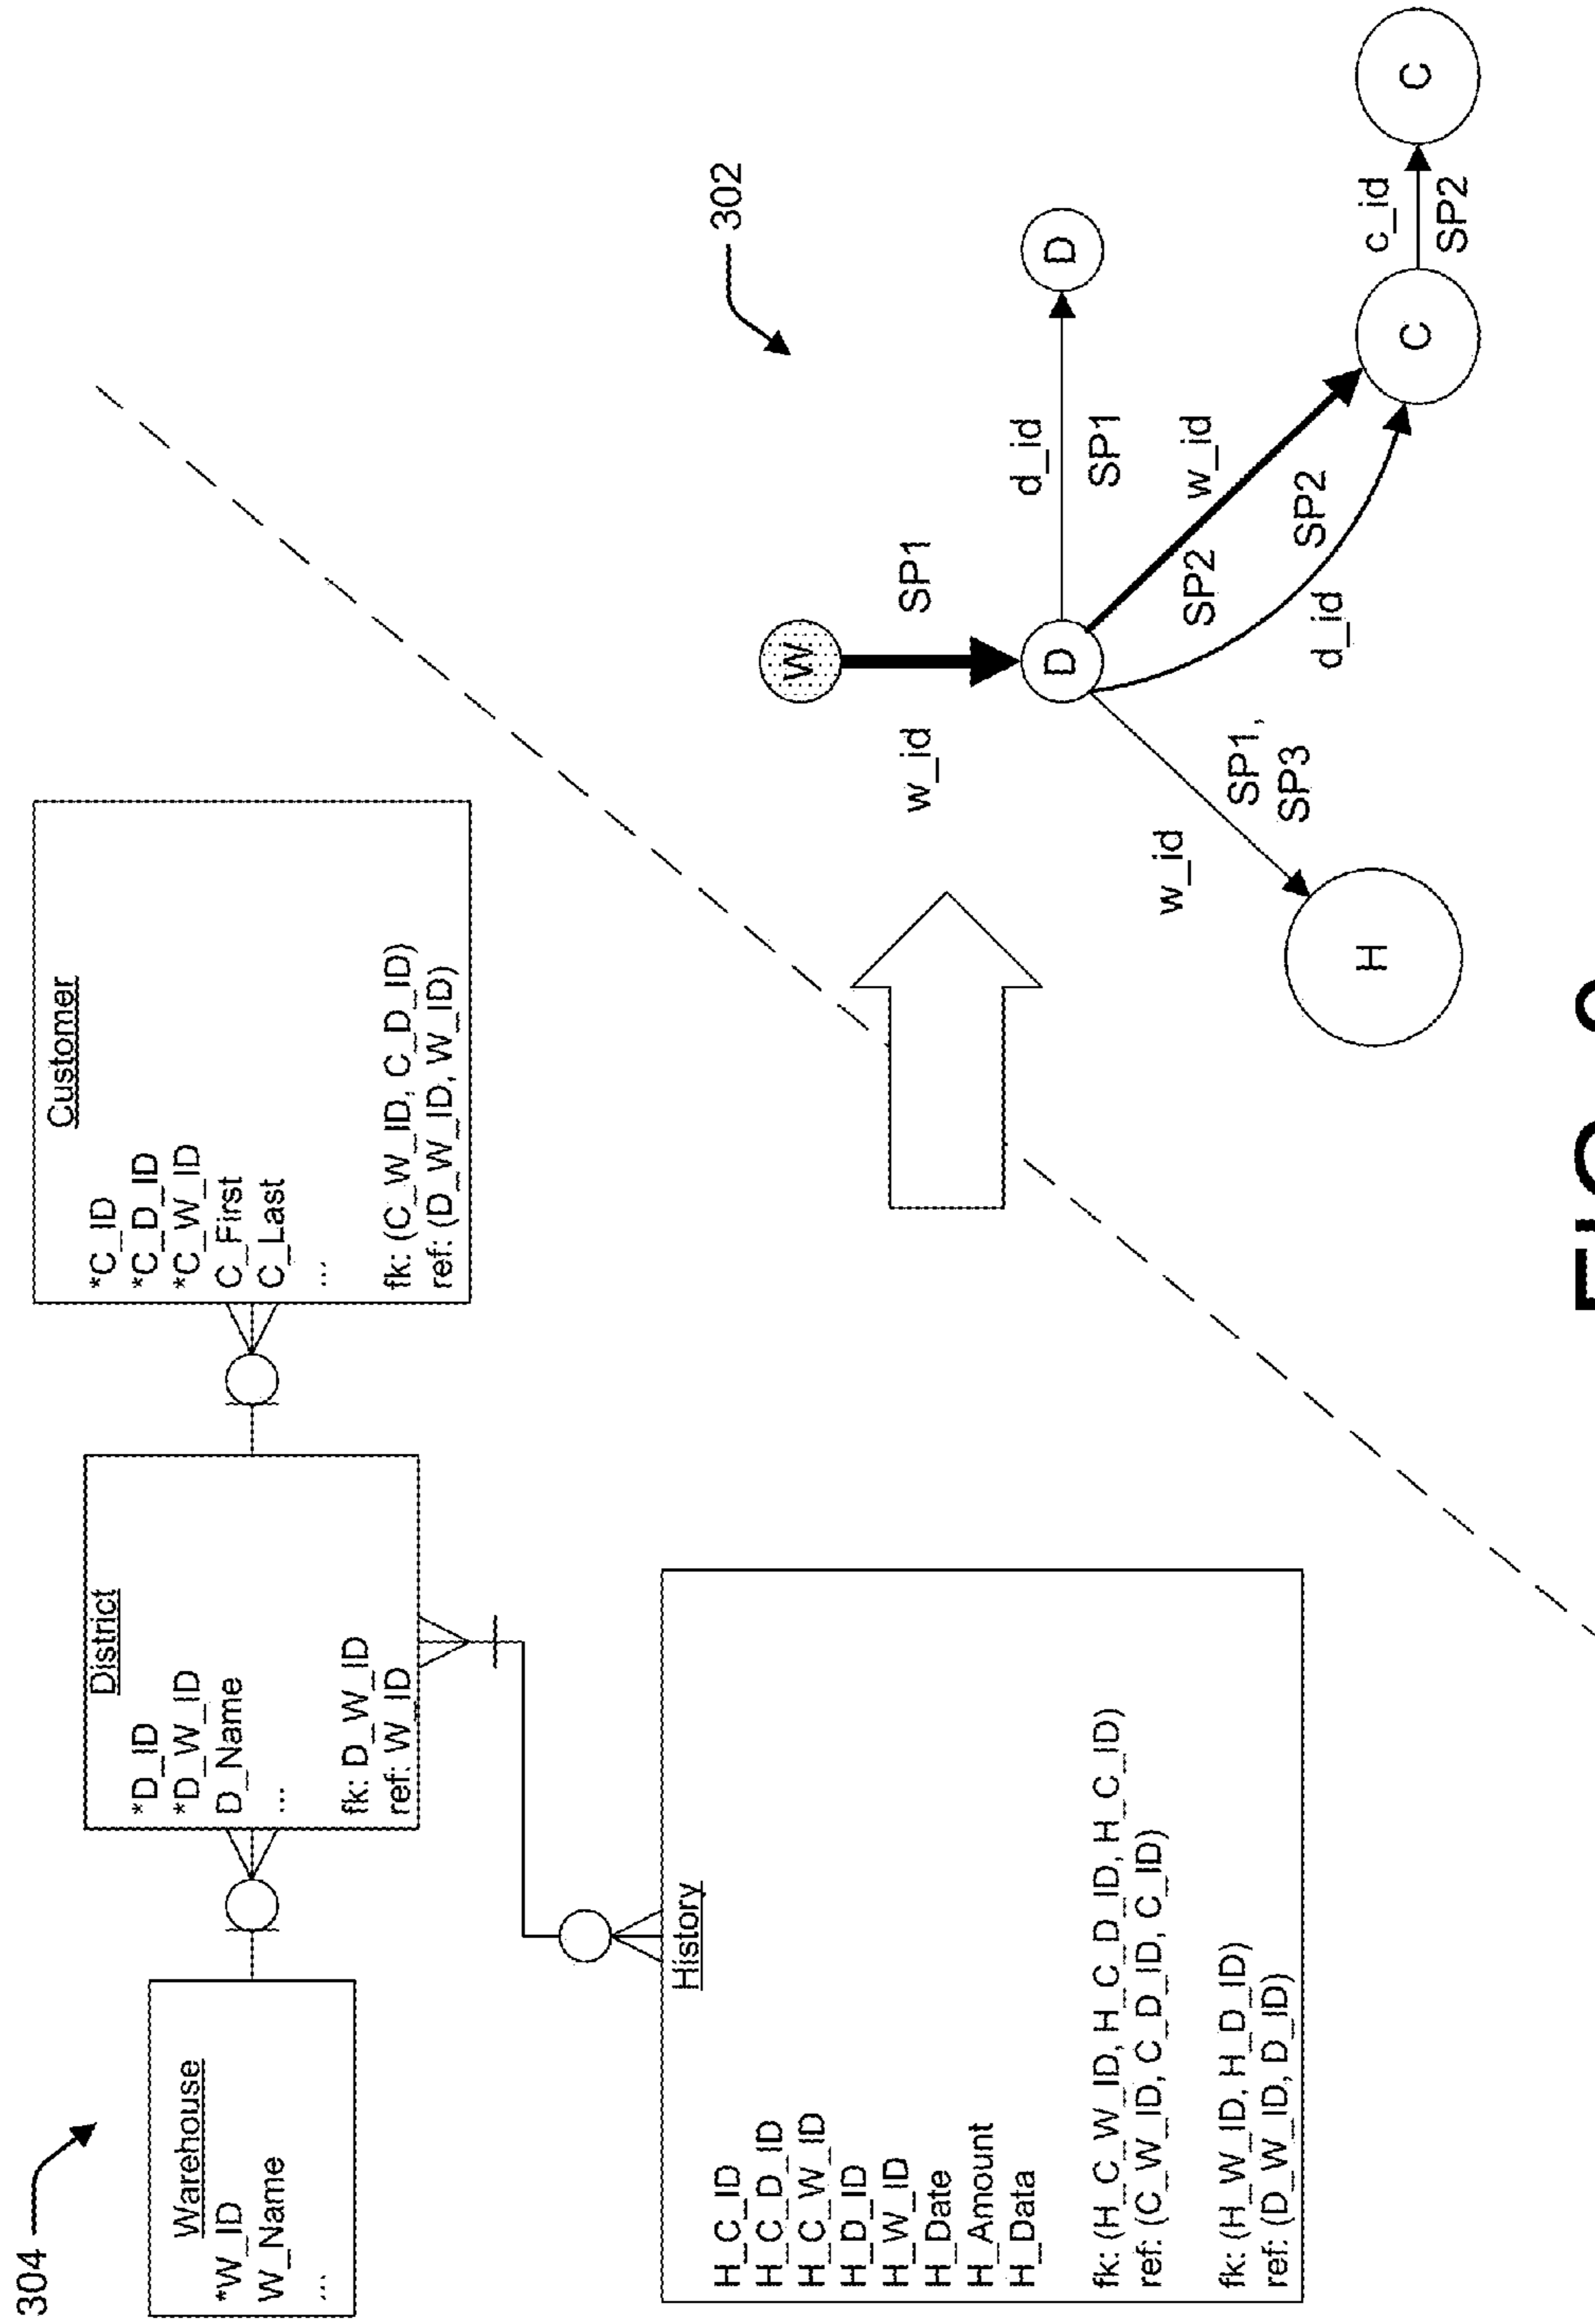 304
Warehouse
*W_ID
W_Name
...
District
*D_ID
*D_W_ID
D_Name
...
fk: D_W_ID
ref: W_ID
Customer
*C_ID
*C_D_ID
*C_W_ID
C_First
C_Last
...
fk: (C_W_ID, C_D_ID)
ref: (D_W_ID, W_ID)
History
H_C_ID
H_C_D_ID
H_C_W_ID
H_D_ID
H_W_ID
H_Date
H_Amount
H_Data
fk: (H_C_W_ID, H_C_D_ID, H_C_ID)
ref: (C_W_ID, C_D_ID, C_ID)
fk: (H_W_ID, H_D_ID)
ref: (D_W_ID, D_ID)
302
W
w_id
SP1
D
d_id
SP1
D
w_id
SP1,
SP3
SP2
w_id
d_id
SP2
H
C
c_id
SP2
C